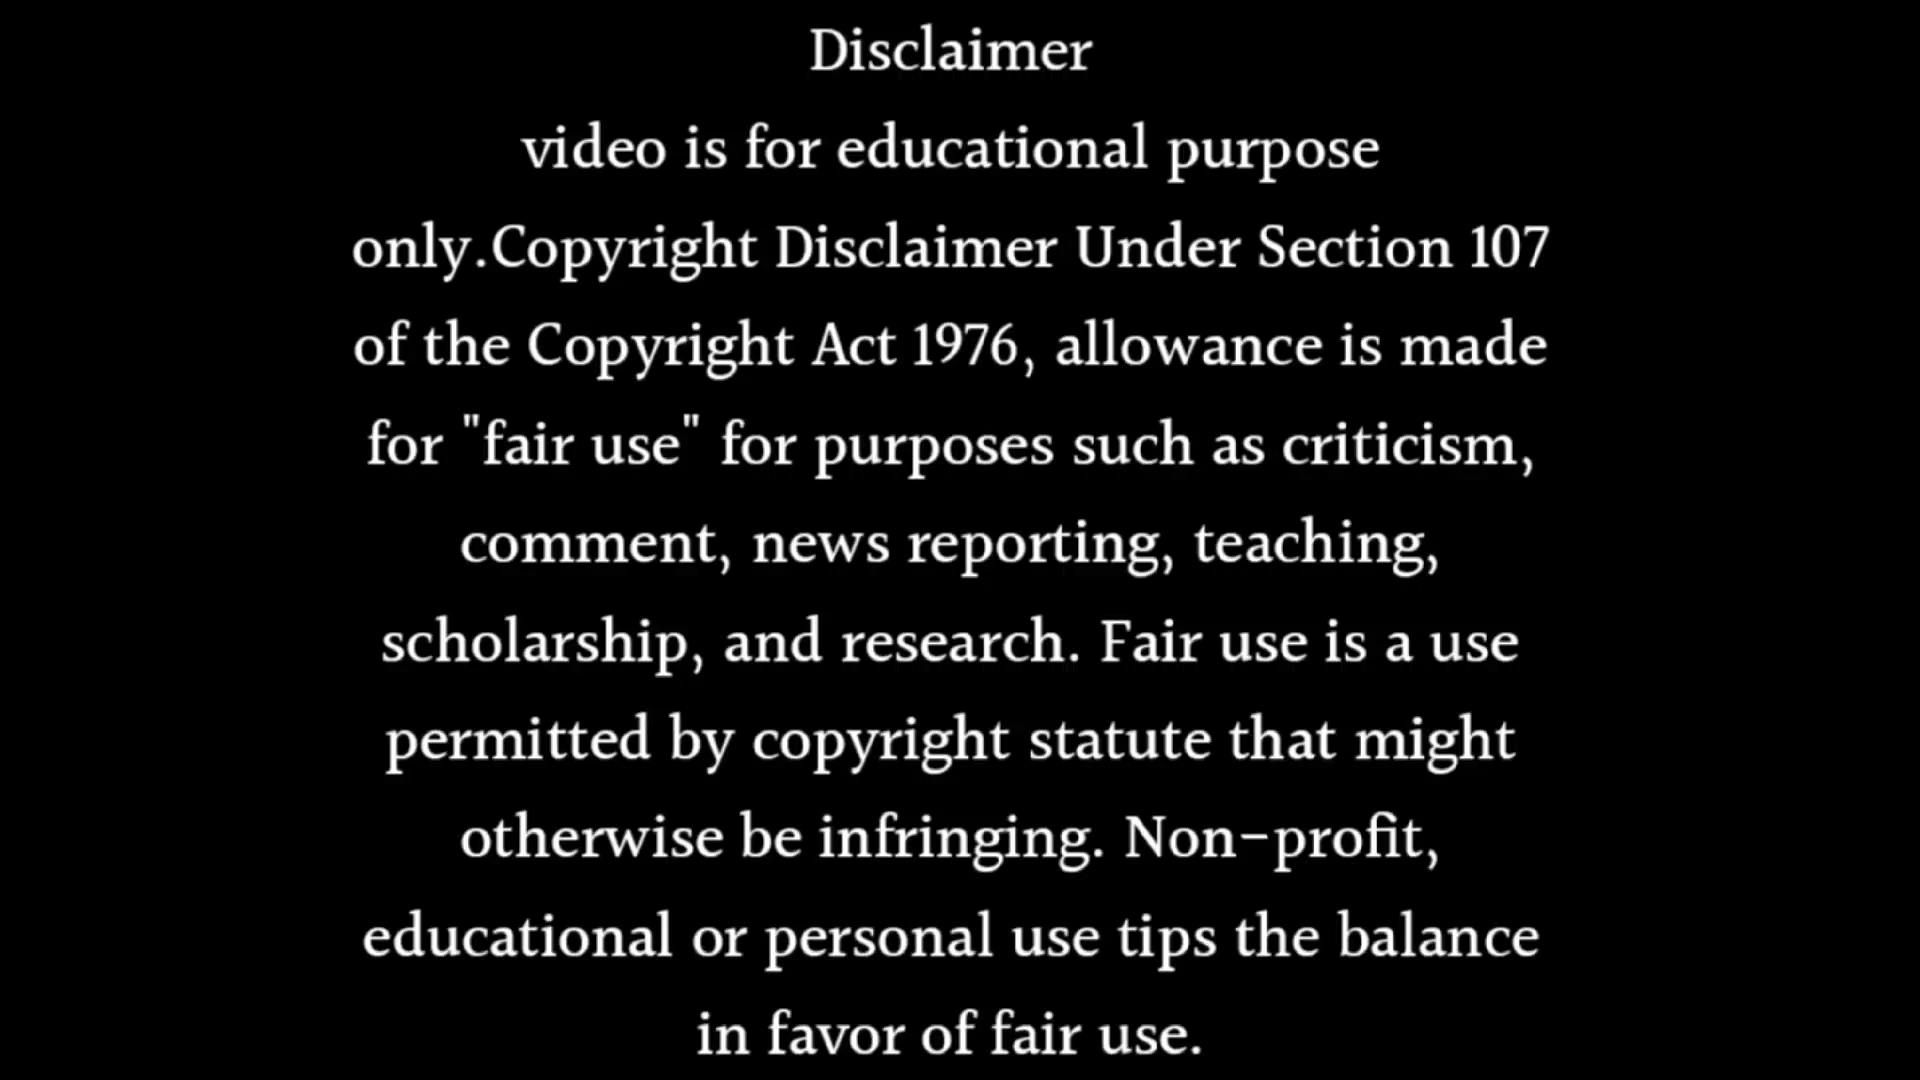 Disclaimer
video is for educational purpose
only.Copyright Disclaimer Under Section 107
of the Copyright Act 1976, allowance is made
for "fair use" for purposes such as criticism,
comment, news reporting, teaching,
scholarship, and research. Fair use is a use
permitted by copyright statute that might
otherwise be infringing. Non-profit,
educational or personal use tips the balance
in favor of fair use.